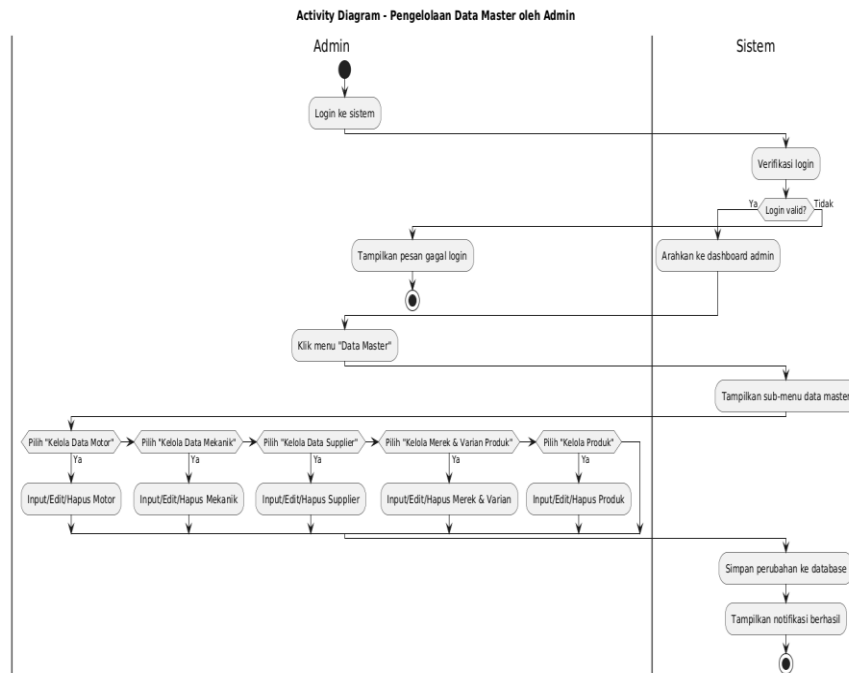 Activity Diagram - Pengelolaan Data Master oleh Admin
Admin
Sistem
Login ke sistem
Verifikasi login
Ya
Login valid?
Tidak
Tampilkan pesan gagal login
Arahkan ke dashboard admin
Klik menu "Data Master"
Tampilkan sub-menu data master
Pilih "Kelola Data Motor"
Pilih "Kelola Data Mekanik"
Pilih "Kelola Data Supplier"
Pilih "Kelola Merek & Varian Produk"
Pilih "Kelola Produk"
Ya
Ya
Ya
Ya
Ya
Input/Edit/Hapus Motor
Input/Edit/Hapus Mekanik
Input/Edit/Hapus Supplier
Input/Edit/Hapus Merek & Varian
Input/Edit/Hapus Produk
Simpan perubahan ke database
Tampilkan notifikasi berhasil